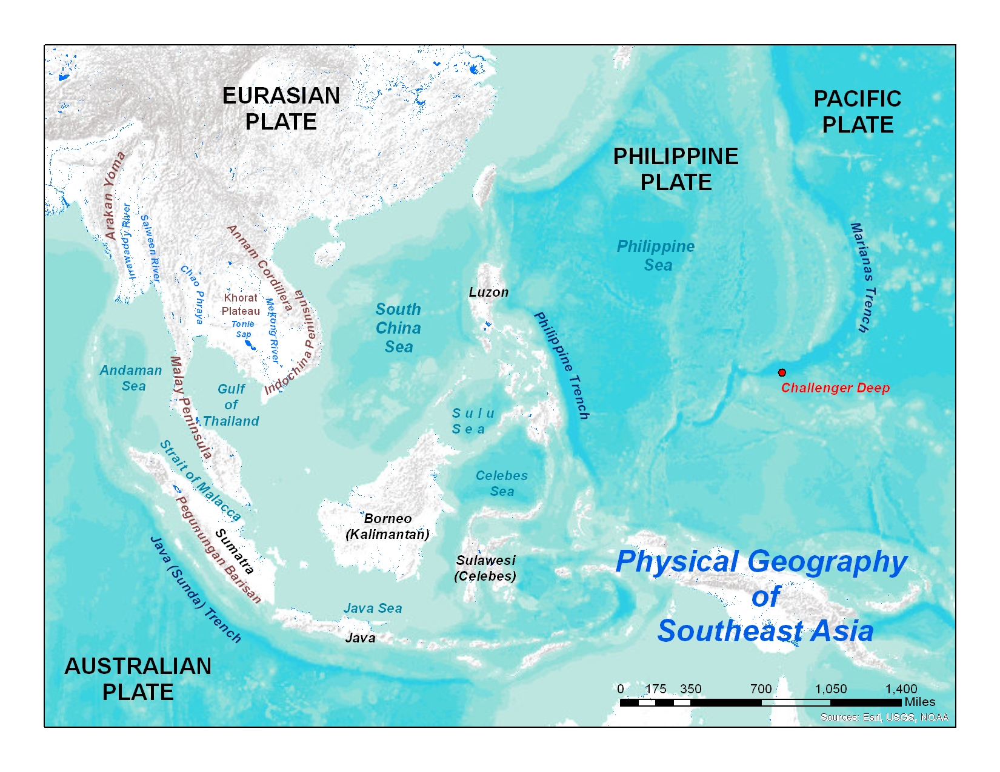 EURASIAN
PLATE
PACIFIC
PLATE
PHILIPPINE
PLATE
Arakan Yoma
Irrawaddy River
Salween River
Chao Phraya
Annam Cordillera
Khorat
Plateau
Tonle
Sap
Mekong River
Indochina Peninsula
Philippine
Sea
Marianas Trench
Luzon
South
China
Sea
Philippine Trench
Challenger Deep
Andaman
Sea
Malay Peninsula
Gulf
of
Thailand
Sulu
Sea
Strait of Malacca
Celebes
Sea
Pegunungan Barisan
Sumatra
Borneo
(Kalimantan)
Java (Sunda) Trench
Sulawesi
(Celebes)
Java Sea
Java
Physical Geography
of
Southeast Asia
AUSTRALIAN
PLATE
0 175 350 700 1,050 1,400
Miles
Sources: Esri, USGS, NOAA